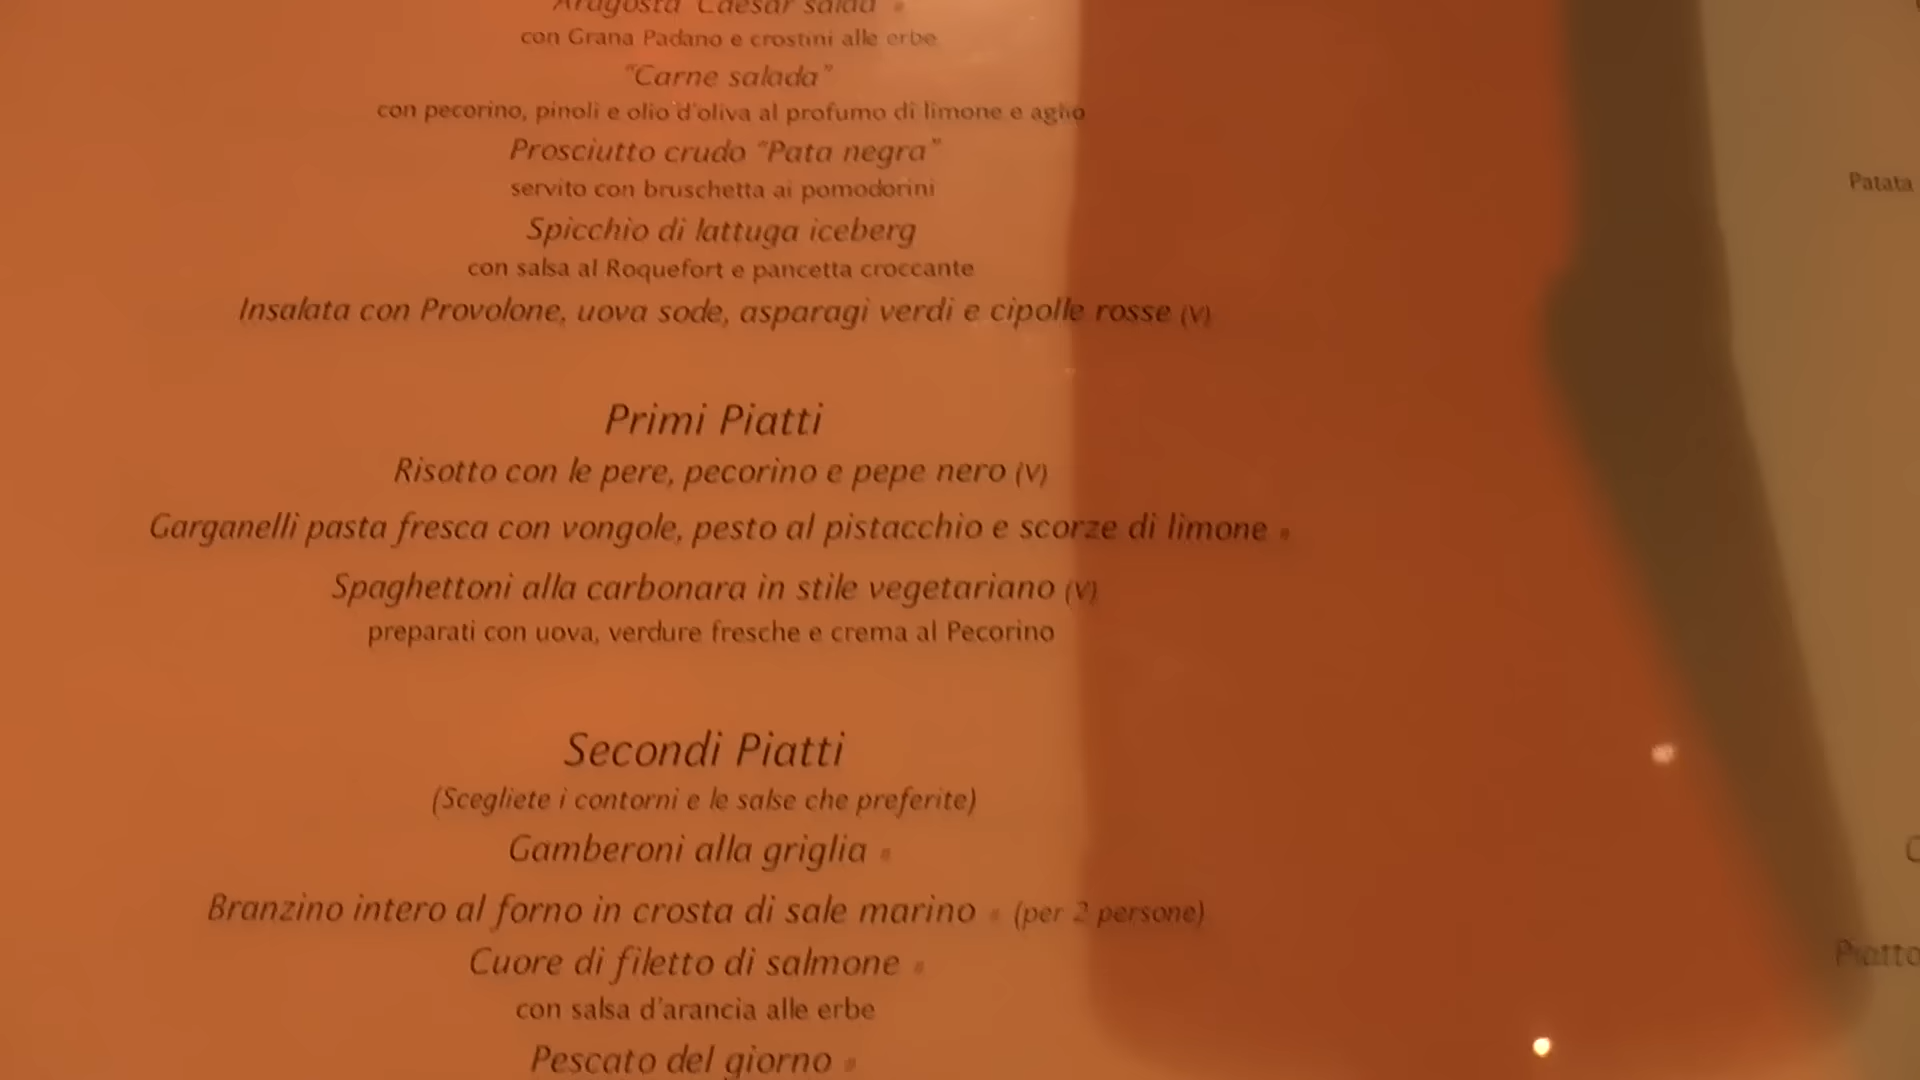 Aragosta "Caesar salad"
con Grana Padano e crostini alle erbe
“Carne salada”
con pecorino, pinoli e olio d'oliva al profumo di limone e aglio
Prosciutto crudo “Pata negra”
servito con bruschetta ai pomodorini
Spicchio di lattuga iceberg
con salsa al Roquefort e pancetta croccante
Insalata con Provolone, uova sode, asparagi verdi e cipolle rosse (V)
Primi Piatti
Risotto con le pere, pecorino e pepe nero (V)
Garganelli pasta fresca con vongole, pesto al pistacchio e scorze di limone
Spaghettoni alla carbonara in stile vegetariano (V)
preparati con uova, verdure fresche e crema al Pecorino
Secondi Piatti
(Scegliete i contorni e le salse che preferite)
Gamberoni alla griglia
Branzino intero al forno in crosta di sale marino (per 2 persone)
Cuore di filetto di salmone
con salsa d'arancia alle erbe
Pescato del giorno
Patata
Piatto